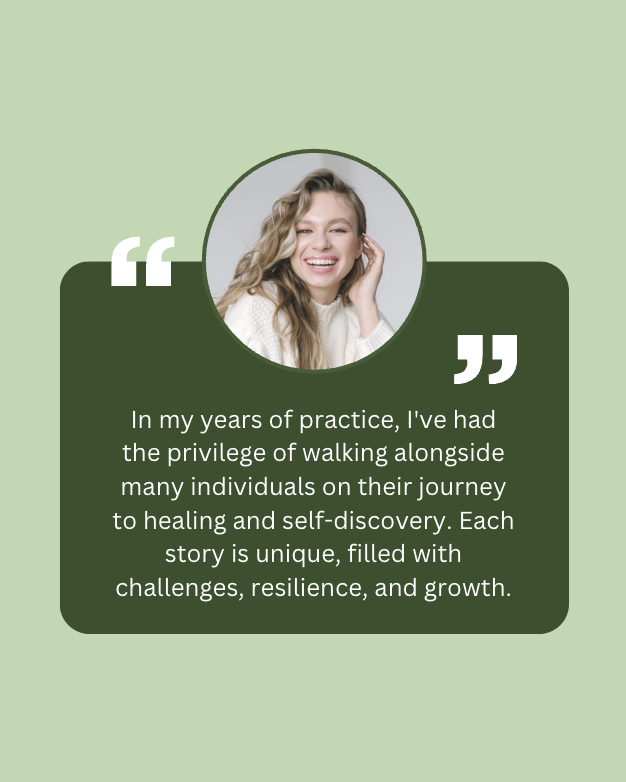 In my years of practice, I've had
the privilege of walking alongside
many individuals on their journey
to healing and self-discovery. Each
story is unique, filled with
challenges, resilience, and growth.